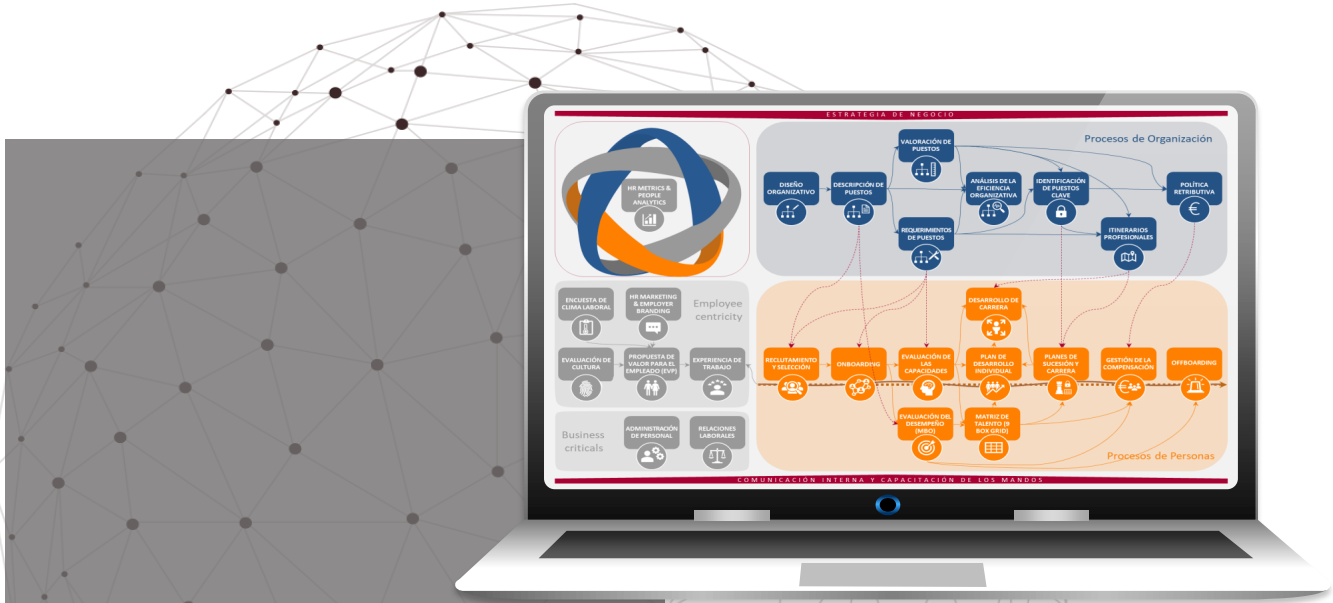 ESTRATEGIA DE NEGOCIO
HR METRICS &
PEOPLE
ANALYTICS
Procesos de Organización
VALORACIÓN DE
PUESTOS
DISEÑO
ORGANIZATIVO
DESCRIPCIÓN DE
PUESTOS
ANÁLISIS DE LA
EFICIENCIA
ORGANIZATIVA
IDENTIFICACIÓN
DE PUESTOS
CLAVE
POLÍTICA
RETRIBUTIVA
REQUERIMIENTOS
DE PUESTOS
ITINERARIOS
PROFESIONALES
ENCUESTA DE
CLIMA LABORAL
HR MARKETING
& EMPLOYER
BRANDING
Employee
centricity
EVALUACIÓN DE
CULTURA
PROPUESTA DE
VALOR PARA EL
EMPLEADO (EVP)
EXPERIENCIA DE
TRABAJO
DESARROLLO DE
CARRERA
RECLUTAMIENTO
Y SELECCIÓN
ONBOARDING
EVALUACIÓN DE
LAS
CAPACIDADES
PLAN DE
DESARROLLO
INDIVIDUAL
PLANES DE
SUCESIÓN Y
CARRERA
GESTIÓN DE LA
COMPENSACIÓN
OFFBOARDING
EVALUACIÓN DEL
DESEMPEÑO
(MBO)
MATRIZ DE
TALENTO (9
BOX GRID)
Procesos de Personas
Business
criticals
ADMINISTRACIÓN
DE PERSONAL
RELACIONES
LABORALES
COMUNICACIÓN INTERNA Y CAPACITACIÓN DE LOS MANDOS